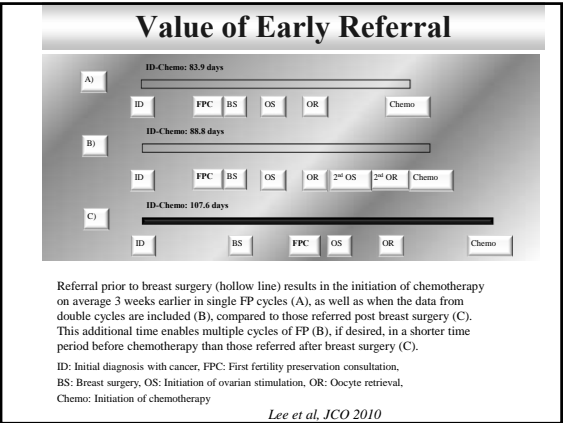 Value of Early Referral
ID-Chemo: 83.9 days
A)
ID FPC BS OS OR Chemo
ID-Chemo: 88.8 days
B)
ID FPC BS OS OR 2nd OS 2nd OR Chemo
ID-Chemo: 107.6 days
C)
ID BS FPC OS OR Chemo
Referral prior to breast surgery (hollow line) results in the initiation of chemotherapy
on average 3 weeks earlier in single FP cycles (A), as well as when the data from
double cycles are included (B), compared to those referred post breast surgery (C).
This additional time enables multiple cycles of FP (B), if desired, in a shorter time
period before chemotherapy than those referred after breast surgery (C).
ID: Initial diagnosis with cancer, FPC: First fertility preservation consultation,
BS: Breast surgery, OS: Initiation of ovarian stimulation, OR: Oocyte retrieval,
Chemo: Initiation of chemotherapy
Lee et al, JCO 2010